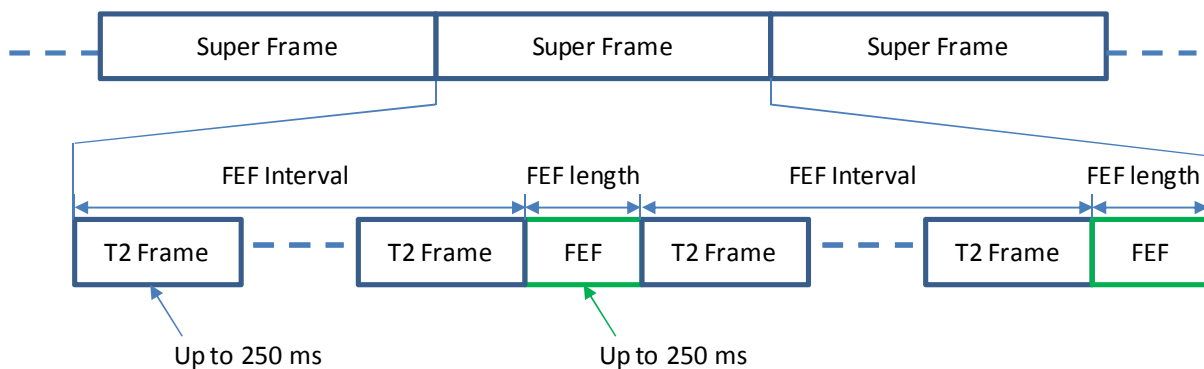 Super Frame
Super Frame
Super Frame
FEF Interval
FEF length
FEF Interval
FEF length
T2 Frame
T2 Frame
FEF
T2 Frame
T2 Frame
FEF
Up to 250 ms
Up to 250 ms